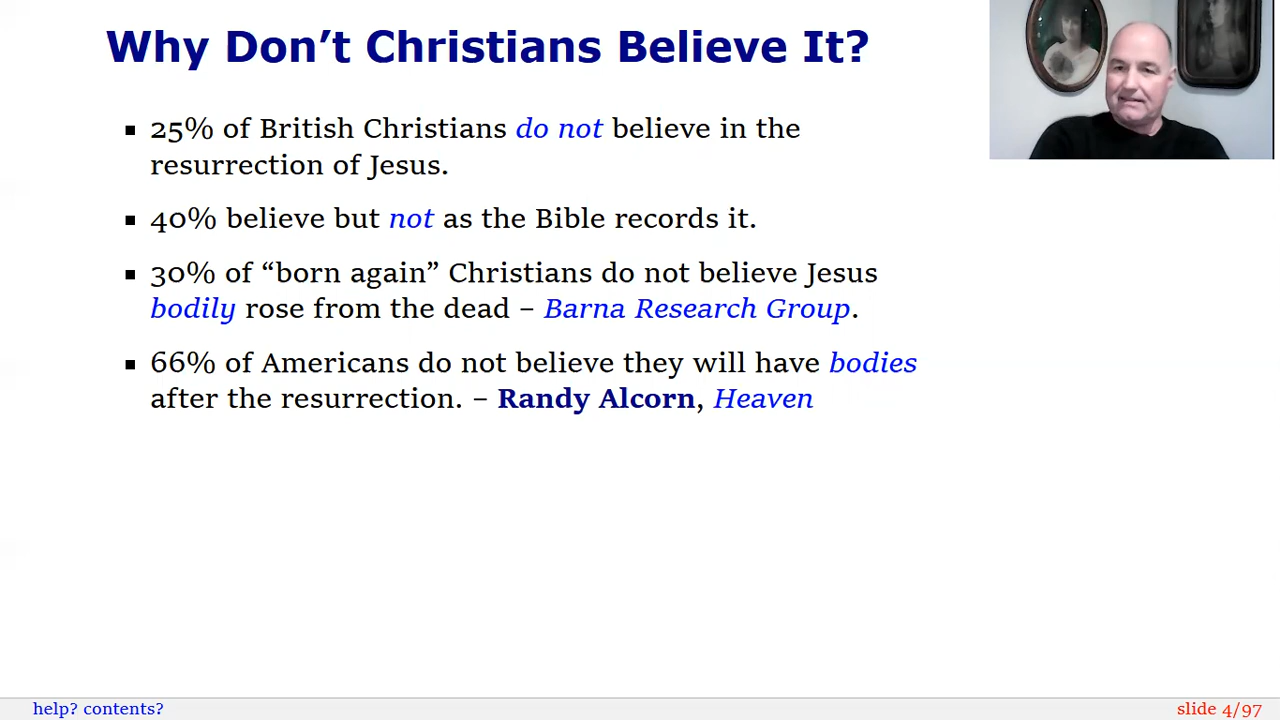 Why Don’t Christians Believe It?
25% of British Christians do not believe in the
resurrection of Jesus.
40% believe but not as the Bible records it.
30% of “born again” Christians do not believe Jesus
bodily rose from the dead – Barna Research Group.
66% of Americans do not believe they will have bodies
after the resurrection. – Randy Alcorn, Heaven
help? contents?
slide 4/97